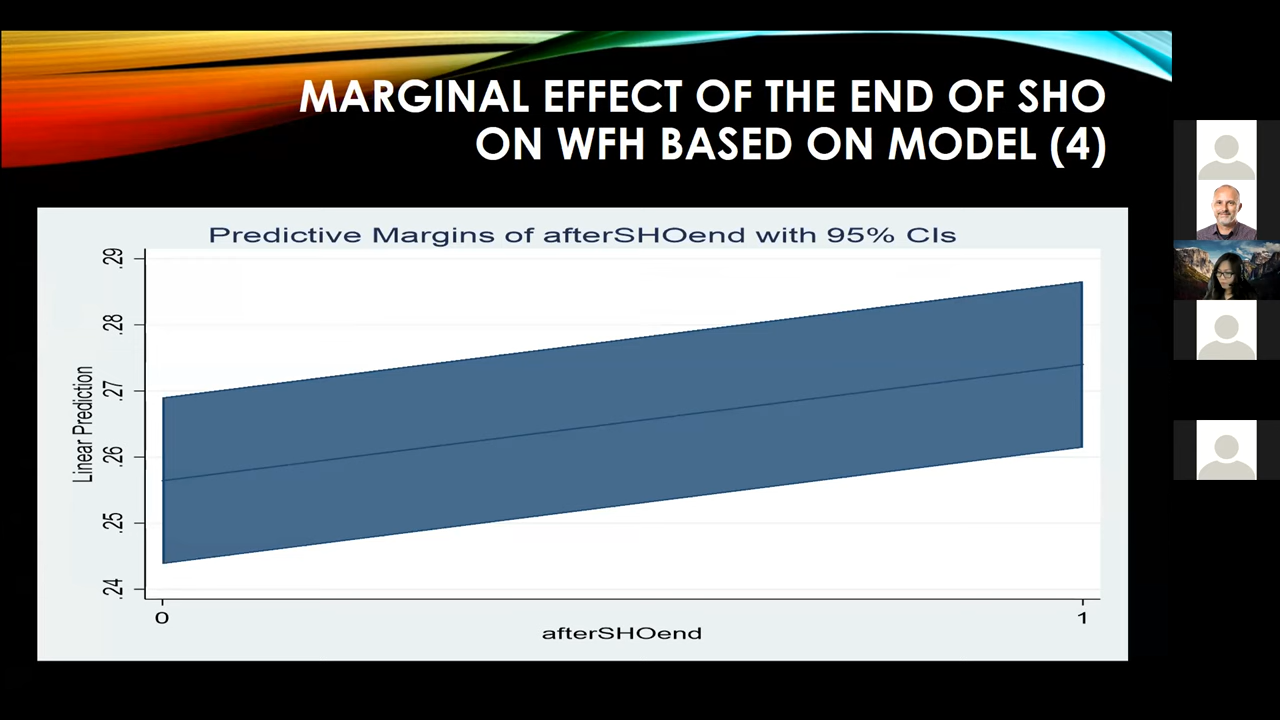 MARGINAL EFFECT OF THE END OF SHO
ON WFH BASED ON MODEL (4)
Predictive Margins of afterSHOend with 95% CIs
.29
.28
.27
.26
.25
.24
Linear Prediction
0
1
afterSHOend